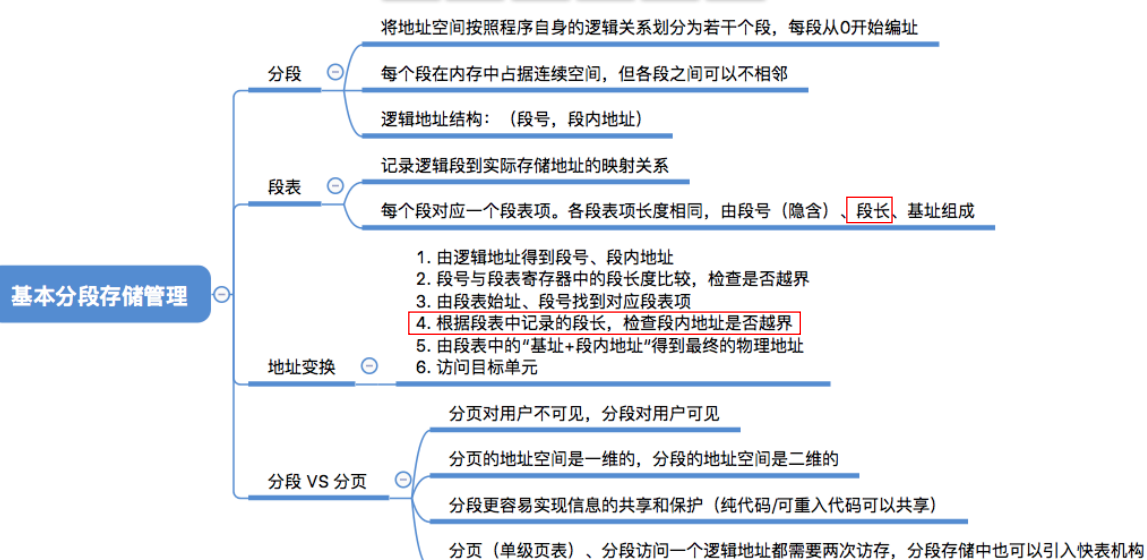 将地址空间按照程序自身的逻辑关系划分为若干个段，每段从0开始编址
分段
每个段在内存中占据连续空间，但各段之间可以不相邻
逻辑地址结构：（段号，段内地址）
记录逻辑段到实际存储地址的映射关系
段表
每个段对应一个段表项。各段表项长度相同，由段号（隐含）、段长、基址组成
基本分段存储管理
1. 由逻辑地址得到段号、段内地址
2. 段号与段表寄存器中的段长度比较，检查是否越界
3. 由段表始址、段号找到对应段表项
4. 根据段表中记录的段长，检查段内地址是否越界
5. 由段表中的“基址+段内地址”得到最终的物理地址
6. 访问目标单元
地址变换
分页对用户不可见，分段对用户可见
分页的地址空间是一维的，分段的地址空间是二维的
分段 VS 分页
分段更容易实现信息的共享和保护（纯代码/可重入代码可以共享）
分页（单级页表）、分段访问一个逻辑地址都需要两次访存，分段存储中也可以引入快表机构